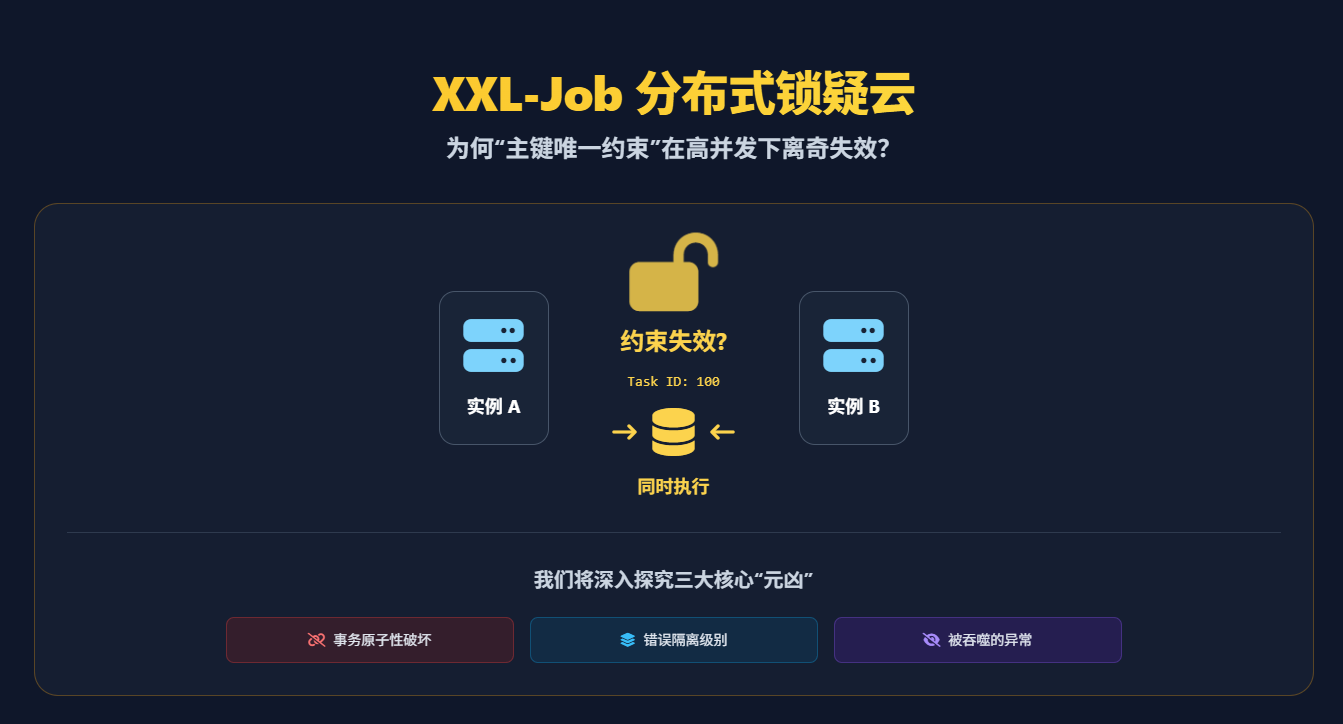 XXL-Job 分布式锁疑云
为何“主键唯一约束”在高并发下离奇失效？
约束失效?
Task ID: 100
实例 A
实例 B
同时执行
我们将深入探究三大核心“元凶”
事务原子性破坏
错误隔离级别
被吞噬的异常